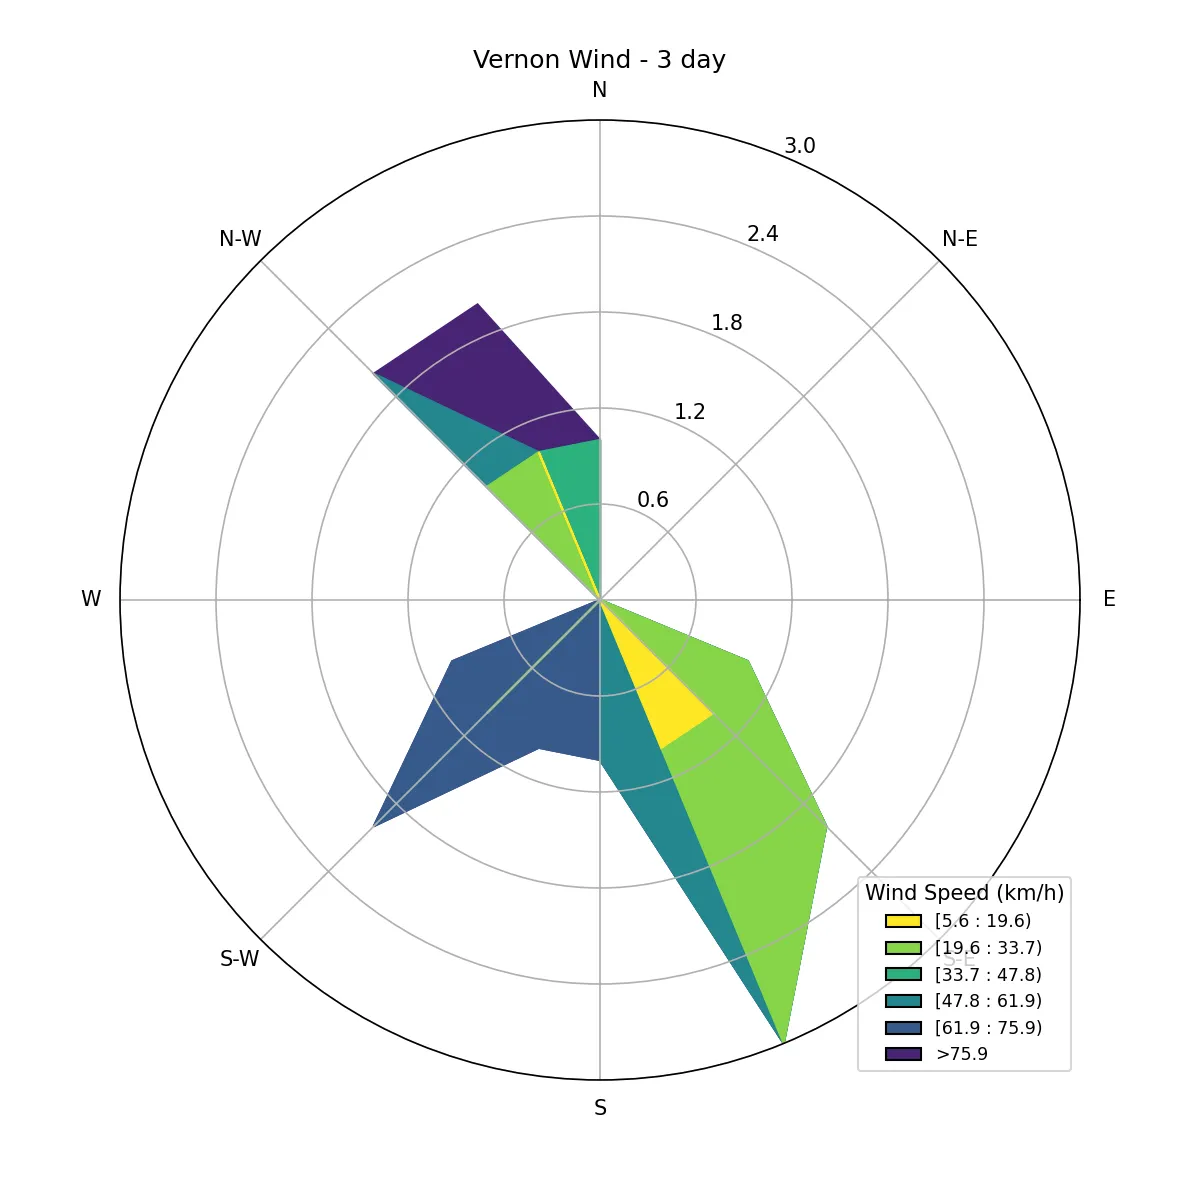 Vernon Wind - 3 day
N
3.0
N-W
2.4
N-E
1.8
1.2
0.6
W
E
Wind Speed (km/h)
[5.6 : 19.6)
[19.6 : 33.7)
S-E
[33.7 : 47.8)
[47.8 : 61.9)
[61.9 : 75.9)
>75.9
S-W
S